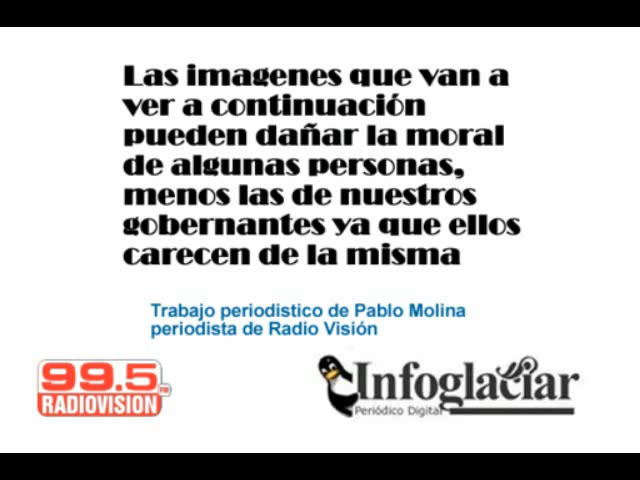 Las imagenes que van a
ver a continuación
pueden dañar la moral
de algunas personas,
menos las de nuestros
gobernantes ya que ellos
carecen de la misma
Trabajo periodistico de Pablo Molina
periodista de Radio Visión
99.5 FM
RADIOVISION
Infoglaciar
Periódico Digital